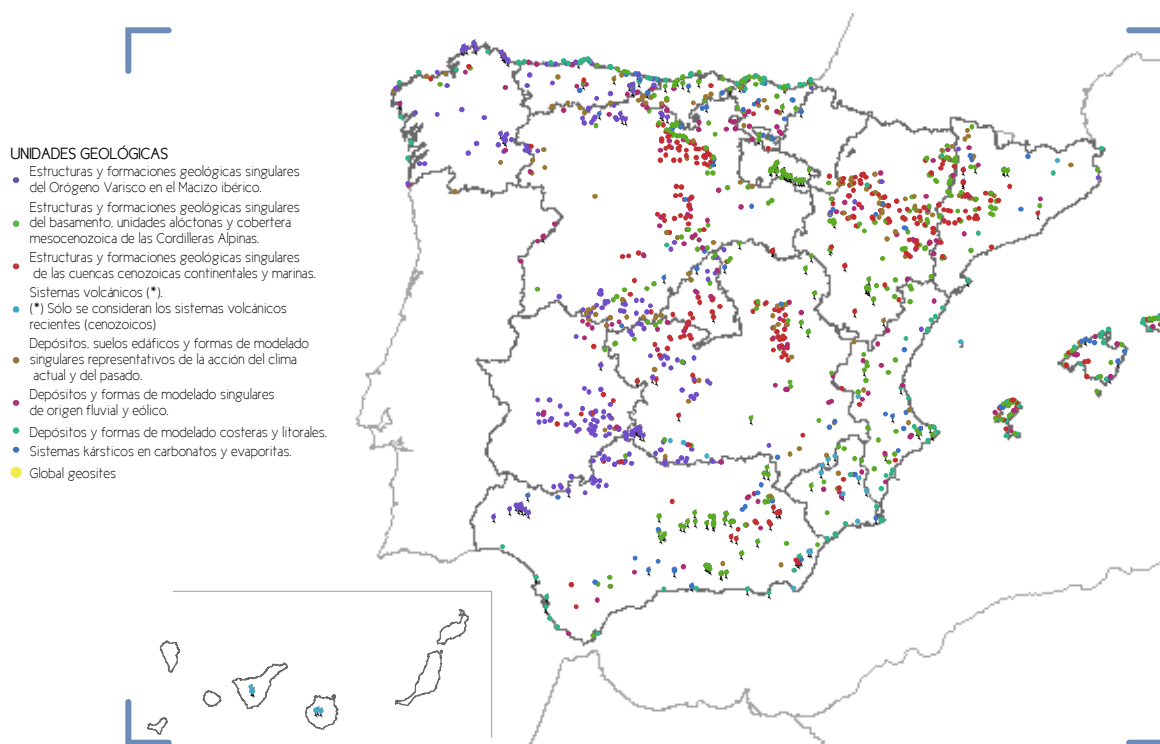 UNIDADES GEOLÓGICAS
Estructuras y formaciones geológicas singulares
del Orógeno Varisco en el Macizo ibérico.
Estructuras y formaciones geológicas singulares
del basamento, unidades alóctonas y cobertera
mesocenozoica de las Cordilleras Alpinas.
Estructuras y formaciones geológicas singulares
de las cuencas cenozoicas continentales y marinas.
Sistemas volcánicos (*).
(*) Sólo se consideran los sistemas volcánicos
recientes (cenozoicos)
Depósitos, suelos edáficos y formas de modelado
singulares representativos de la acción del clima
actual y del pasado.
Depósitos y formas de modelado singulares
de origen fluvial y eólico.
Depósitos y formas de modelado costeras y litorales.
Sistemas kársticos en carbonatos y evaporitas.
Global geosites